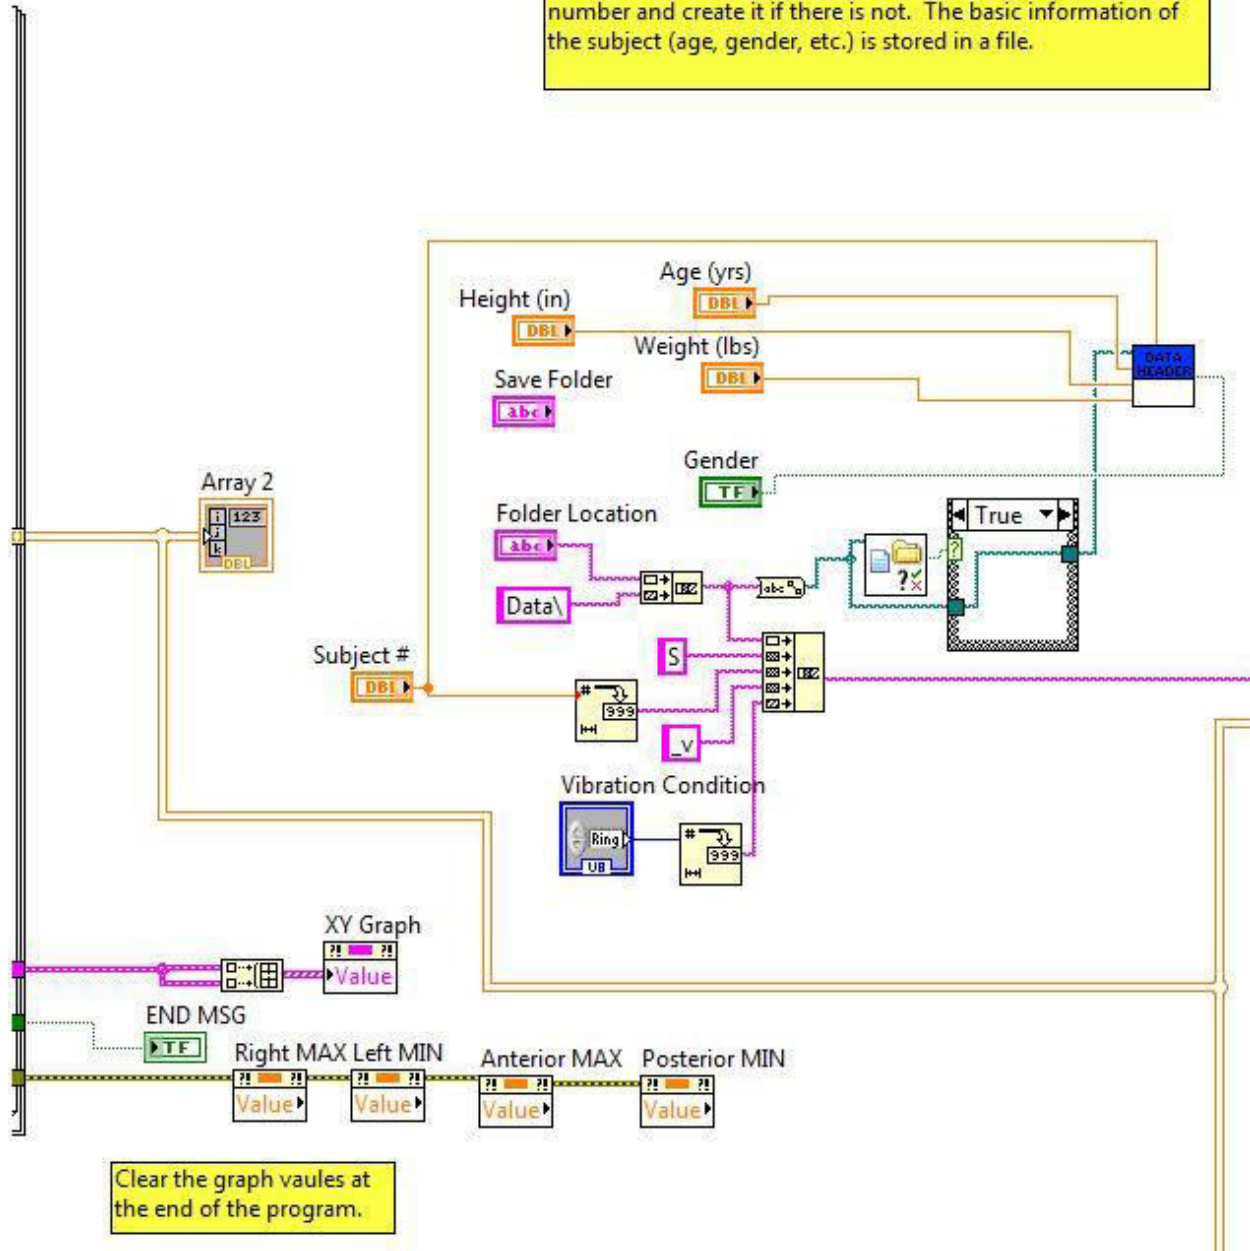 number and create it if there is not.  The basic information of
the subject (age, gender, etc.) is stored in a file.
Age (yrs)
DBL
Height (in)
DBL
Weight (lbs)
DBL
DATA
HEADER
Save Folder
abc
Gender
TF
Array 2
i
j
k
123
DBL
Folder Location
abc
True
?
?
Data\
abc
S
Subject #
DBL
#
999
_v
Vibration Condition
Ring
U8
#
999
XY Graph
?! ?!
Value
END MSG
TF
Right MAX
?! ?!
Value
Left MIN
?! ?!
Value
Anterior MAX
?! ?!
Value
Posterior MIN
?! ?!
Value
Clear the graph vaules at
the end of the program.